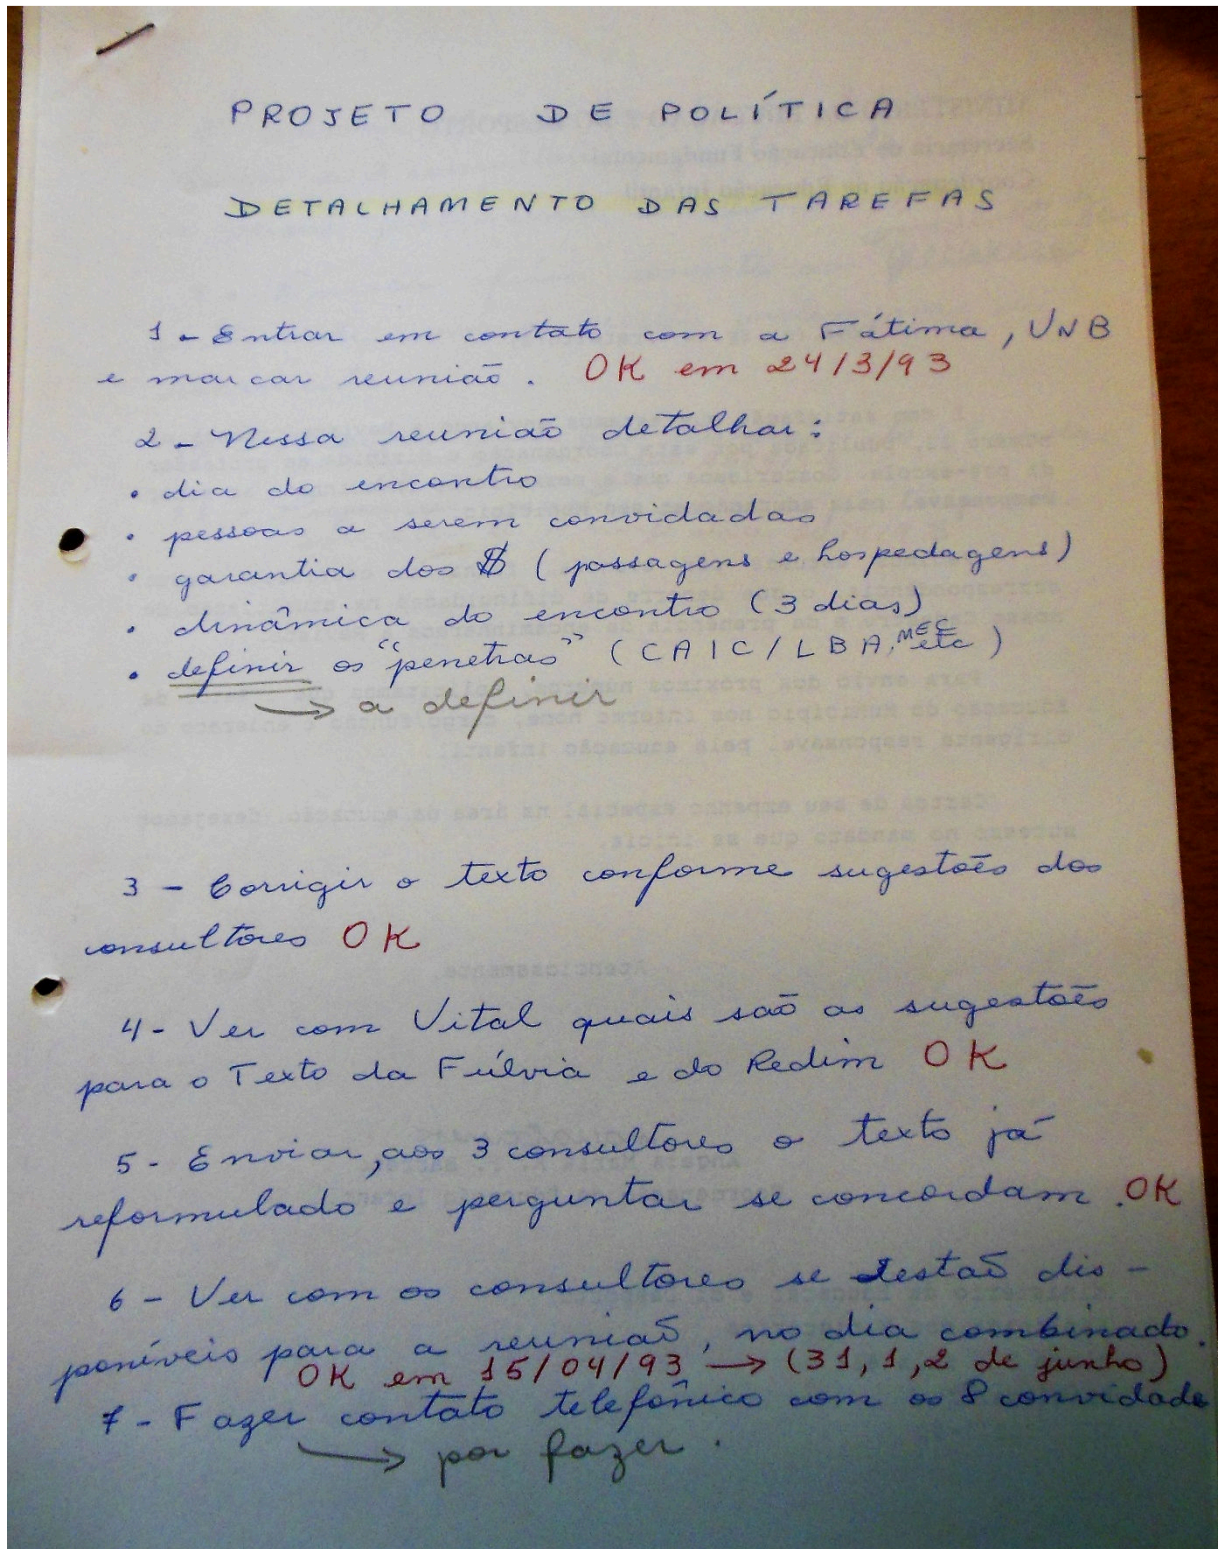 PROJETO DE POLÍTICA
DETALHAMENTO DAS TAREFAS
1 - Entrar em contato com a Fátima, UNB
e marcar reunião. OK em 24/3/93
2 - Nessa reunião detalhar:
• dia do encontro
• pessoas a serem convidadas
• garantia dos $ (passagens e hospedagens)
• dinâmica do encontro (3 dias)
• definir os "penetras" (CAIC/LBA, MEC etc)
→ a definir
3 - Corrigir o texto conforme sugestões dos
consultores OK
4 - Ver com Vital quais são as sugestões
para o Texto da Fúlvia e do Redim OK
5 - Enviar, aos 3 consultores o texto já
reformulado e perguntar se concordam. OK
6 - Ver com os consultores se estão dis-
poníveis para a reunião, no dia combinado.
OK em 15/04/93 → (31, 1, 2 de junho)
7 - Fazer contato telefônico com os 8 convidado
→ por fazer.